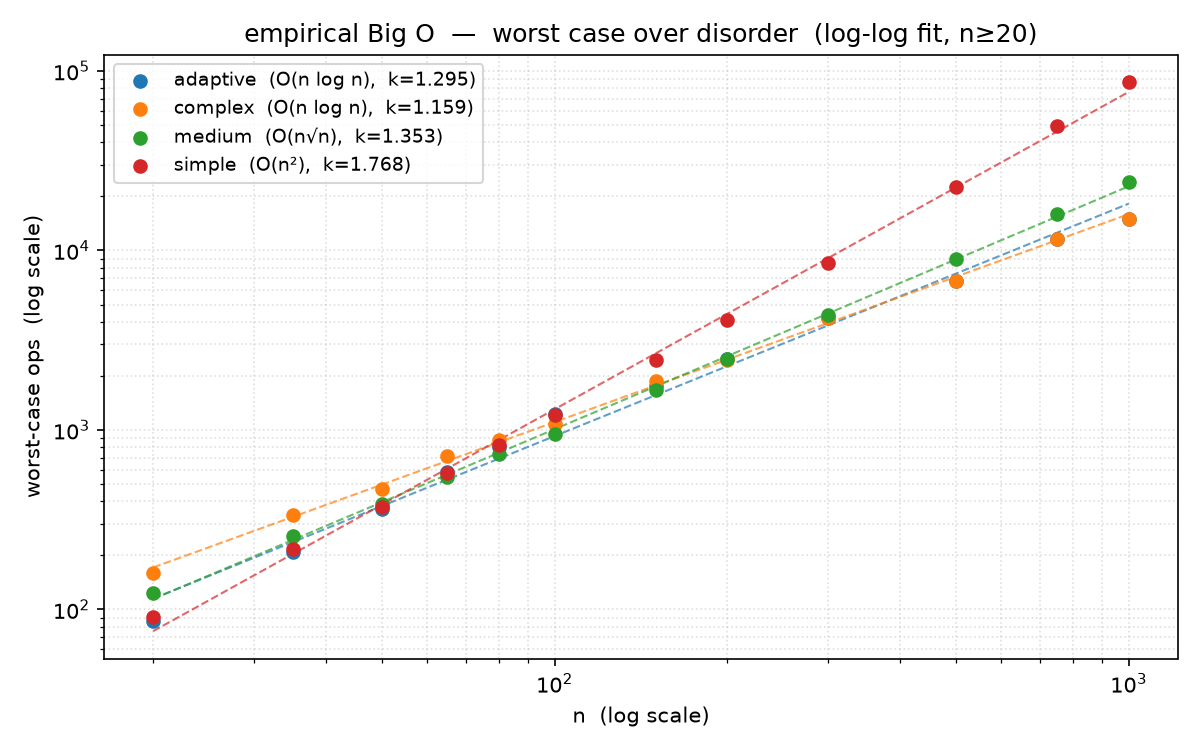 empirical Big O — worst case over disorder (log-log fit, n≥20)
adaptive (O(n log n), k=1.295)
complex (O(n log n), k=1.159)
medium (O(n√n), k=1.353)
simple (O(n²), k=1.768)
worst-case ops (log scale)
10⁵
10⁴
10³
10²
10² 10³
n (log scale)